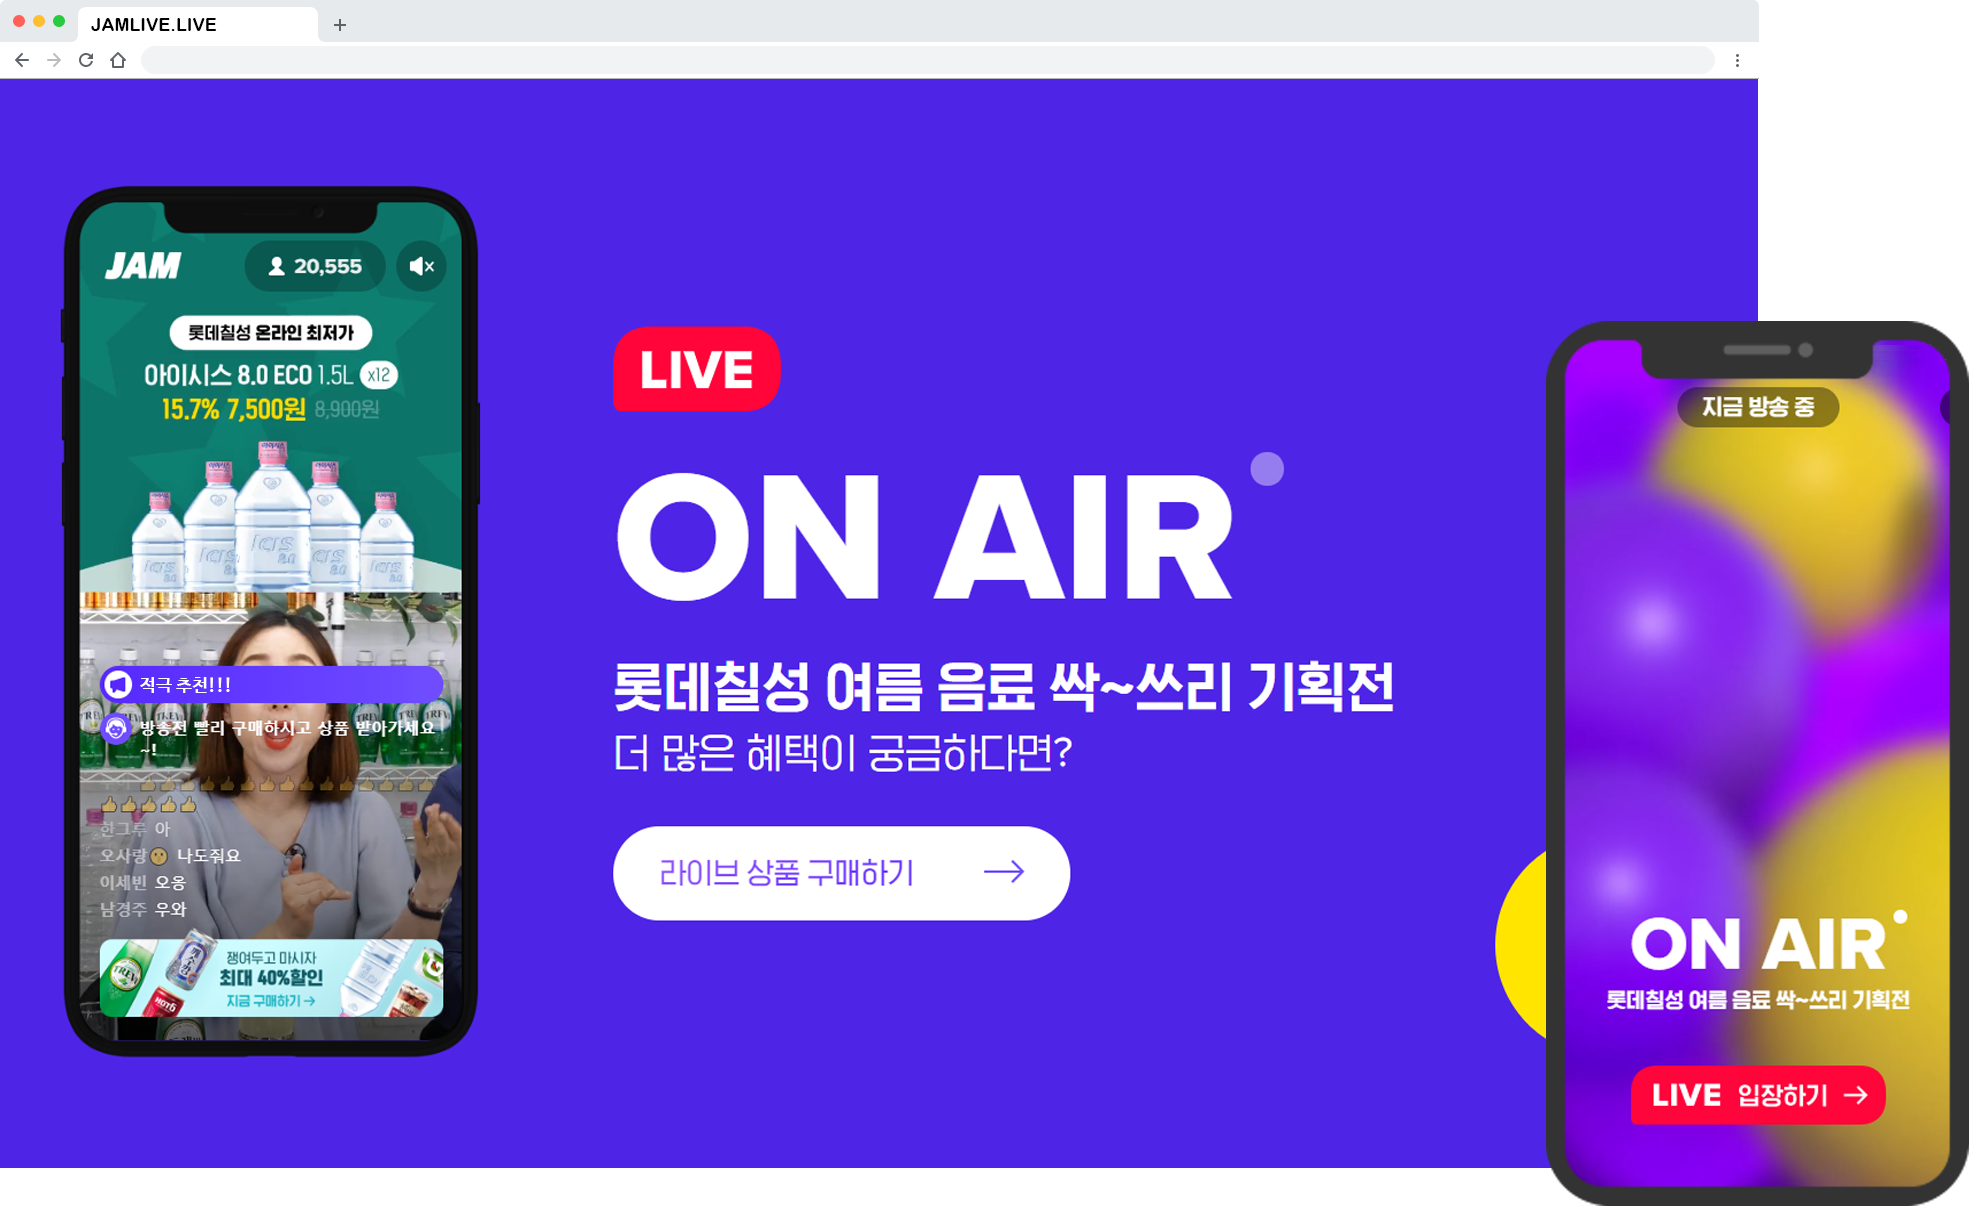 JAMLIVE.LIVE
JAM
20,555
롯데칠성 온라인 최저가
아이시스 8.0 ECO 1.5L x12
15.7% 7,500원 8,900원
적극 추천!!!
방송전 빨리 구매하시고 상품 받아가세요
~!
한그루 아
오사랑 나도줘요
이세빈 오옹
남경주 우와
쟁여두고 마시자
최대 40%할인
지금 구매하기 →
LIVE
ON AIR
롯데칠성 여름 음료 싹~쓰리 기획전
더 많은 혜택이 궁금하다면?
라이브 상품 구매하기 →
지금 방송 중
ON AIR
롯데칠성 여름 음료 싹~쓰리 기획전
LIVE 입장하기 →